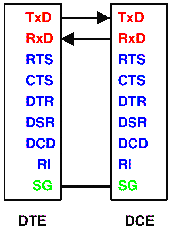 TxD TxD
RxD RxD
RTS RTS
CTS CTS
DTR DTR
DSR DSR
DCD DCD
RI RI
SG SG
DTE DCE